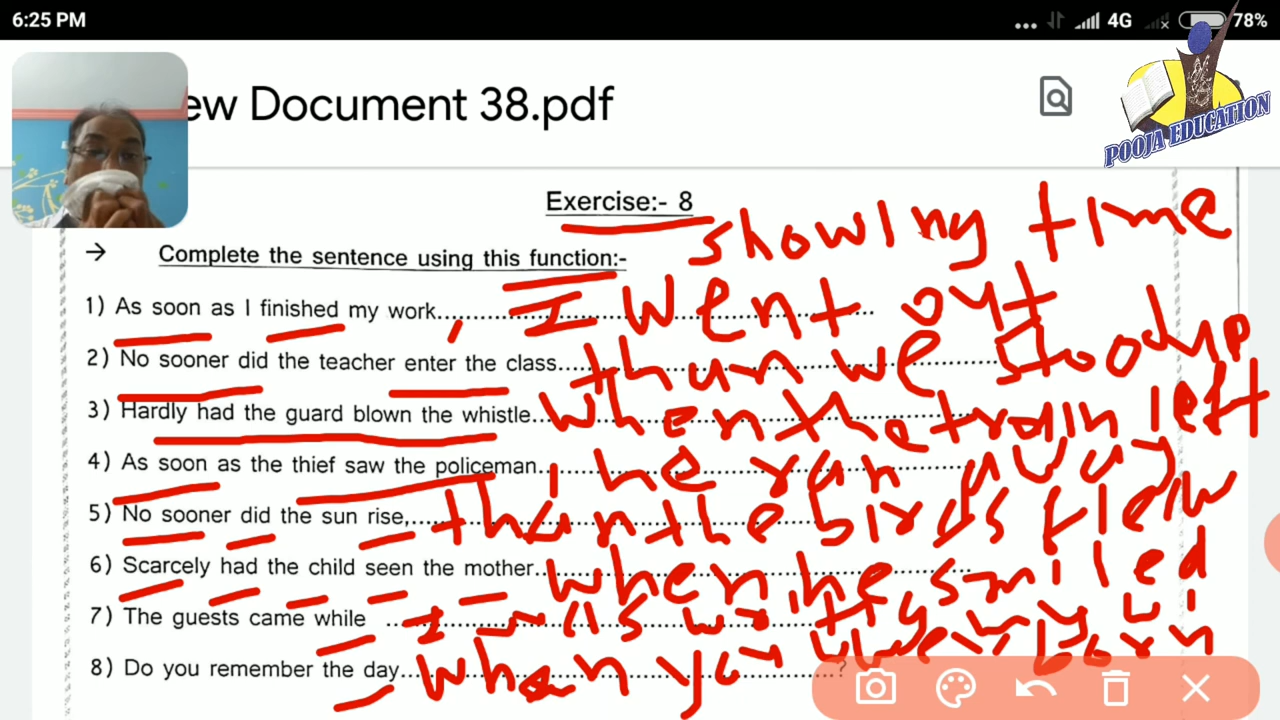 6:25 PM
4G
78%
ew Document 38.pdf
POOJA EDUCATION
Exercise:- 8
showing time
→ Complete the sentence using this function:-
1) As soon as I finished my work......, I went out
2) No sooner did the teacher enter the class...... than we stood up
3) Hardly had the guard blown the whistle...... when the train left
4) As soon as the thief saw the policeman......, he ran away
5) No sooner did the sun rise,...... than the birds flew
6) Scarcely had the child seen the mother...... when he smiled
7) The guests came while ...... I was
8) Do you remember the day...... when you were born ?